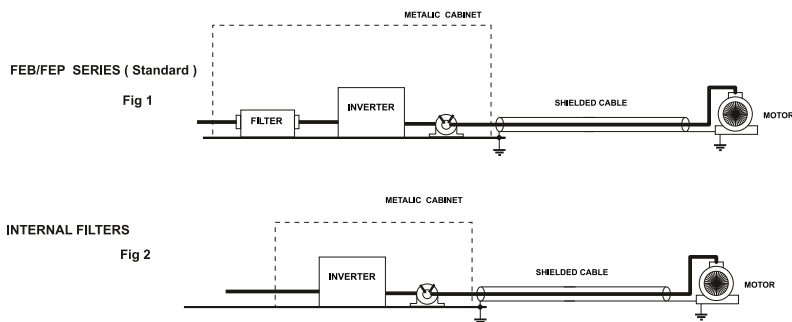 METALIC CABINET
FEB/FEP SERIES ( Standard )
Fig 1
INVERTER
FILTER
SHIELDED CABLE
MOTOR
METALIC CABINET
INTERNAL FILTERS
Fig 2
INVERTER
SHIELDED CABLE
MOTOR